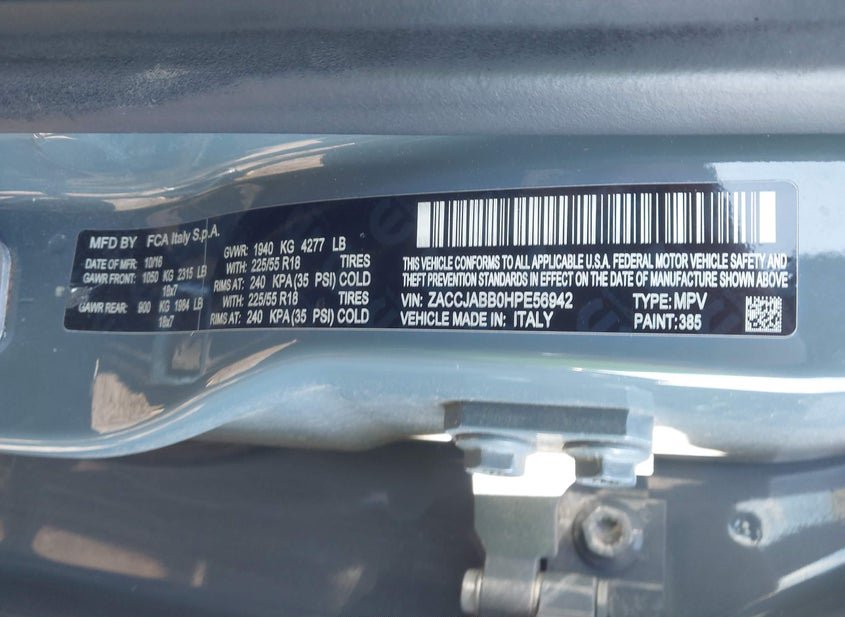 MFD BY FCA Italy S.p.A.
DATE OF MFR: 10/16 GVWR: 1940 KG 4277 LB
GAWR FRONT: 1050 KG 2315 LB WITH: 225/55 R18 TIRES
18x7 RIMS AT: 240 KPA(35 PSI) COLD
GAWR REAR: 900 KG 1984 LB WITH: 225/55 R18 TIRES
18x7 RIMS AT: 240 KPA(35 PSI) COLD
THIS VEHICLE CONFORMS TO ALL APPLICABLE U.S.A. FEDERAL MOTOR VEHICLE SAFETY AND
THEFT PREVENTION STANDARDS IN EFFECT ON THE DATE OF MANUFACTURE SHOWN ABOVE
VIN: ZACCJABB0HPE56942 TYPE: MPV
VEHICLE MADE IN: ITALY PAINT: 385